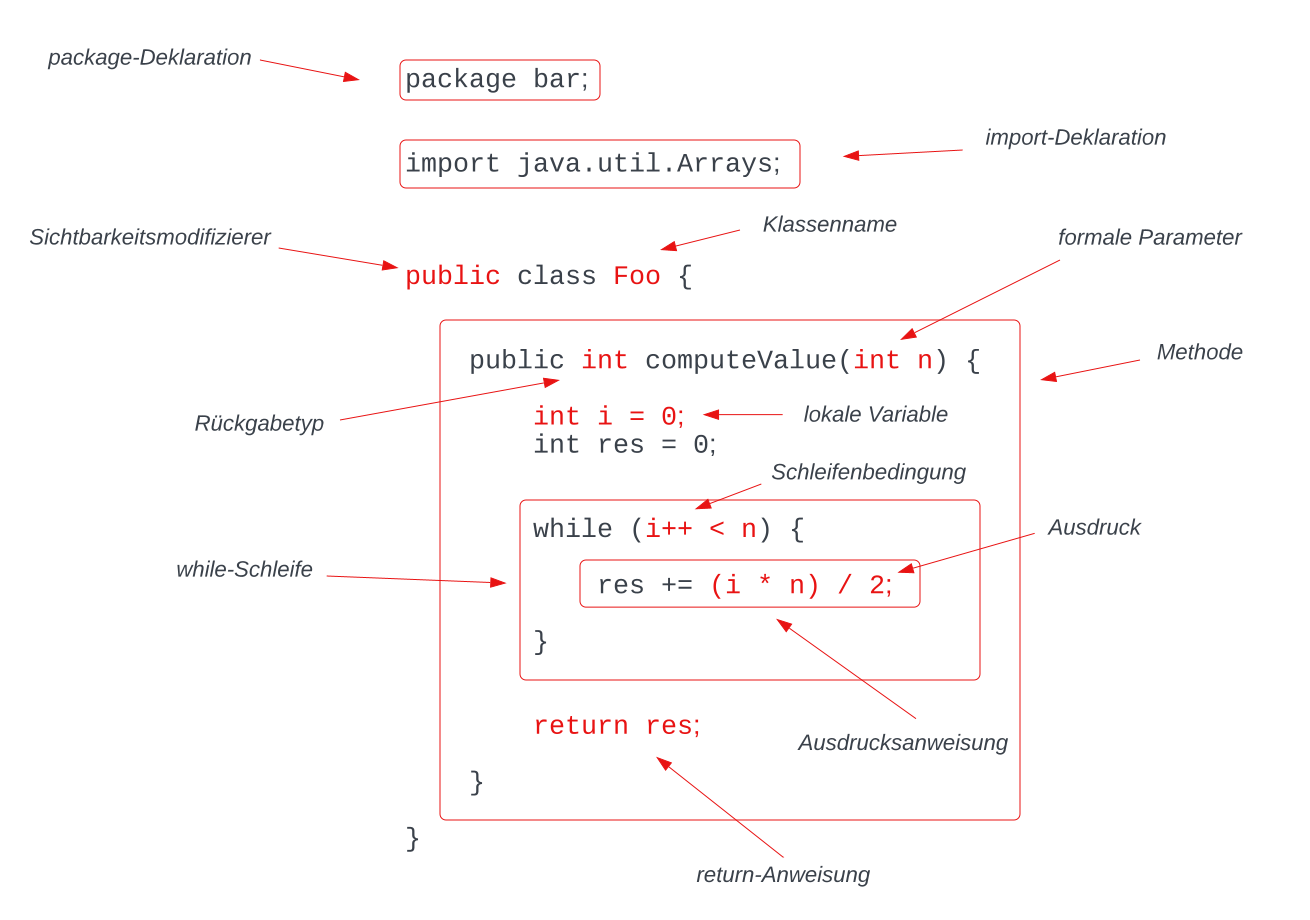 package-Deklaration
package bar;
import-Deklaration
import java.util.Arrays;
Klassenname
Sichtbarkeitsmodifizierer
formale Parameter
public class Foo {
Methode
public int computeValue(int n) {
Rückgabetyp
int i = 0;
lokale Variable
int res = 0;
Schleifenbedingung
while (i++ < n) {
Ausdruck
while-Schleife
res += (i * n) / 2;
}
return res;
Ausdrucksanweisung
}
}
return-Anweisung